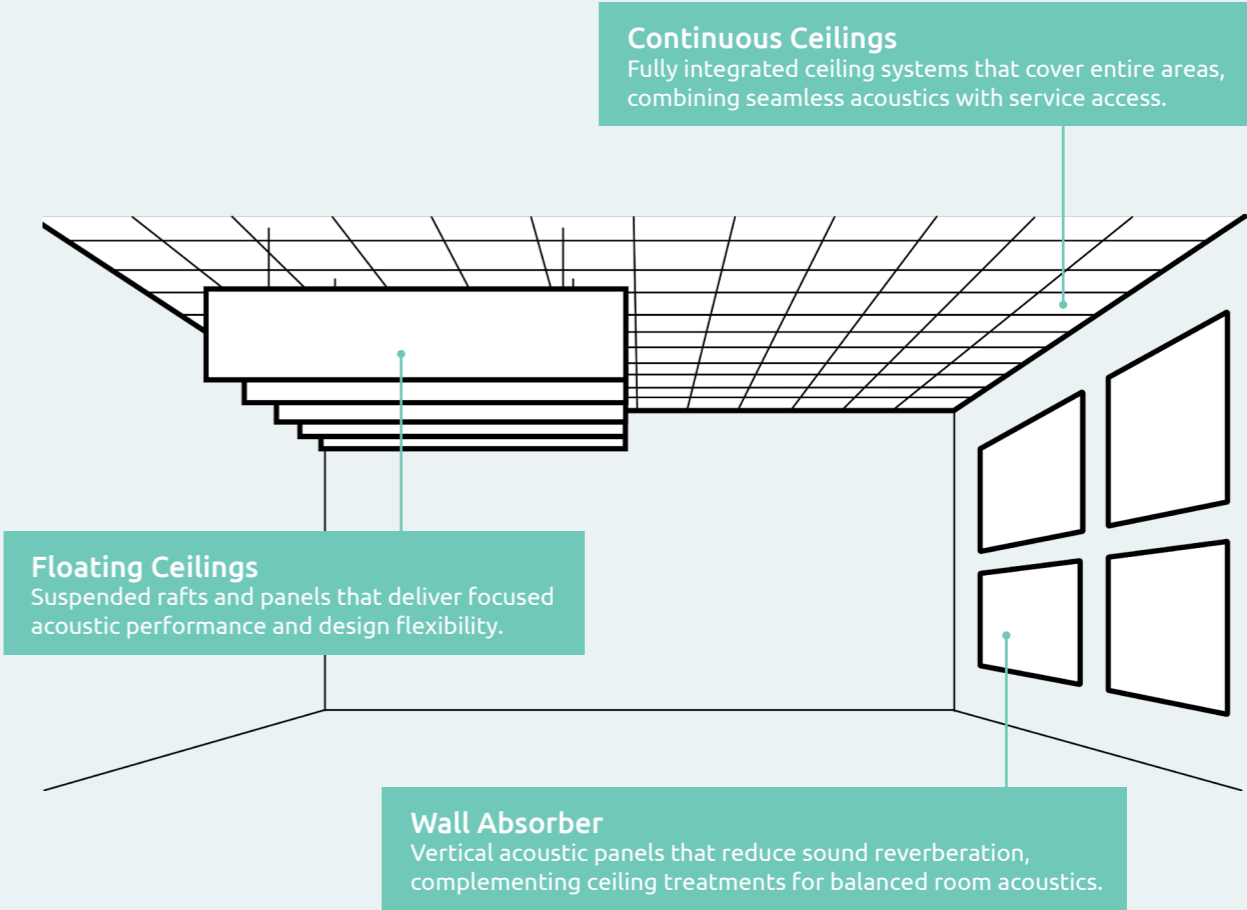 Continuous Ceilings
Fully integrated ceiling systems that cover entire areas,
combining seamless acoustics with service access.
Floating Ceilings
Suspended rafts and panels that deliver focused
acoustic performance and design flexibility.
Wall Absorber
Vertical acoustic panels that reduce sound reverberation,
complementing ceiling treatments for balanced room acoustics.